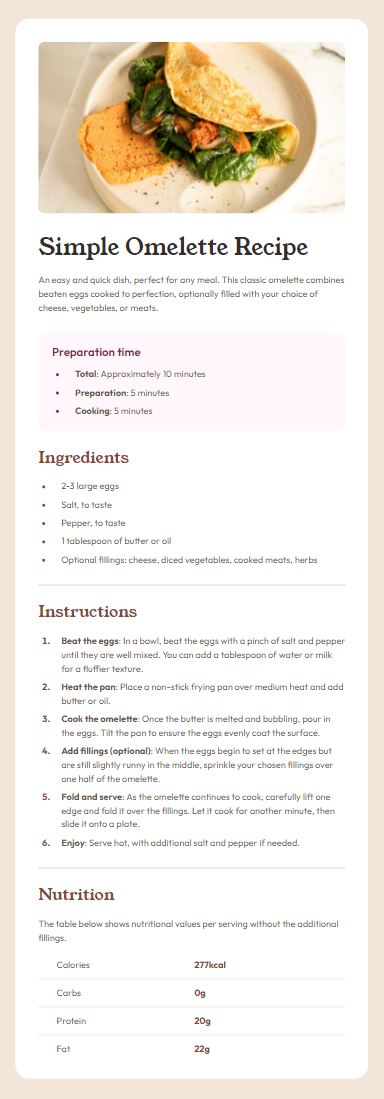 Simple Omelette Recipe
An easy and quick dish, perfect for any meal. This classic omelette combines
beaten eggs cooked to perfection, optionally filled with your choice of
cheese, vegetables, or meats.
Preparation time
• Total: Approximately 10 minutes
• Preparation: 5 minutes
• Cooking: 5 minutes
Ingredients
• 2-3 large eggs
• Salt, to taste
• Pepper, to taste
• 1 tablespoon of butter or oil
• Optional fillings: cheese, diced vegetables, cooked meats, herbs
Instructions
1. Beat the eggs: In a bowl, beat the eggs with a pinch of salt and pepper
until they are well mixed. You can add a tablespoon of water or milk
for a fluffier texture.
2. Heat the pan: Place a non-stick frying pan over medium heat and add
butter or oil.
3. Cook the omelette: Once the butter is melted and bubbling, pour in
the eggs. Tilt the pan to ensure the eggs evenly coat the surface.
4. Add fillings (optional): When the eggs begin to set at the edges but
are still slightly runny in the middle, sprinkle your chosen fillings over
one half of the omelette.
5. Fold and serve: As the omelette continues to cook, carefully lift one
edge and fold it over the fillings. Let it cook for another minute, then
slide it onto a plate.
6. Enjoy: Serve hot, with additional salt and pepper if needed.
Nutrition
The table below shows nutritional values per serving without the additional
fillings.
Calories 277kcal
Carbs 0g
Protein 20g
Fat 22g